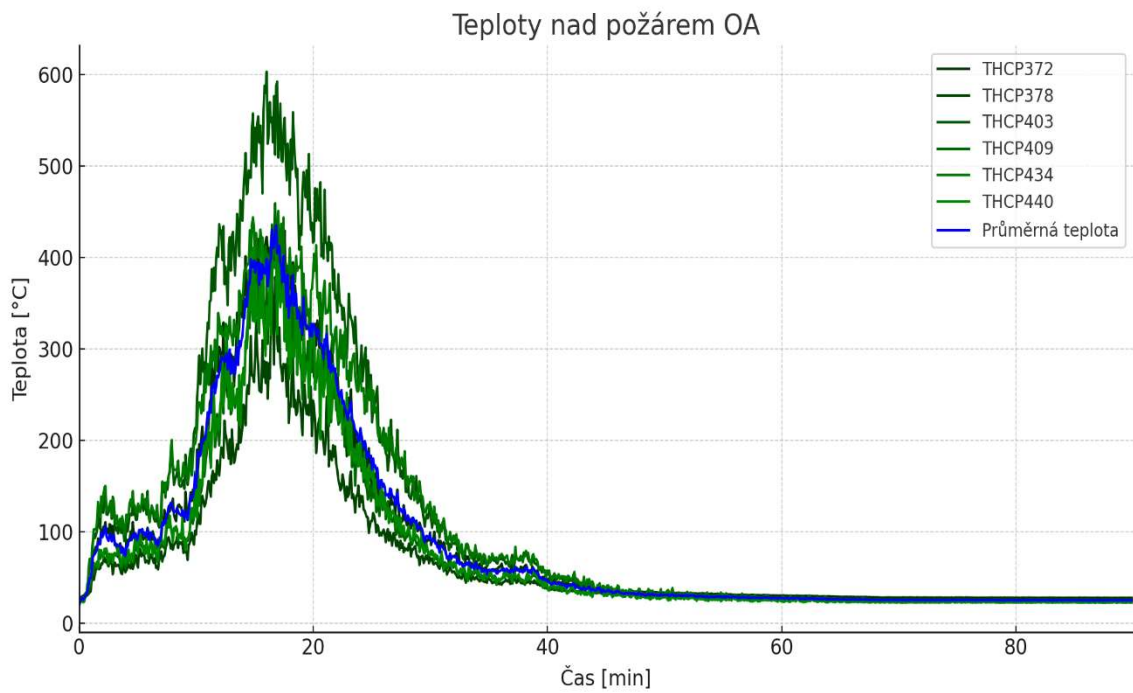 Teploty nad požárem OA
THCP372
THCP378
THCP403
THCP409
THCP434
THCP440
Průměrná teplota
Teplota [°C]
600
500
400
300
200
100
0
0 20 40 60 80
Čas [min]